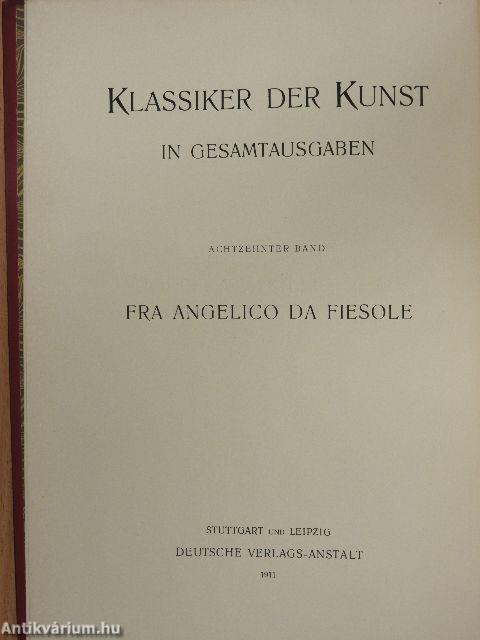 KLASSIKER DER KUNST
IN GESAMTAUSGABEN
ACHTZEHNTER BAND
FRA ANGELICO DA FIESOLE
STUTTGART UND LEIPZIG
DEUTSCHE VERLAGS-ANSTALT
1911
Antikvárium.hu